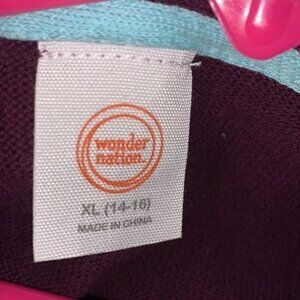 wonder
nation.
XL (14-16)
MADE IN CHINA